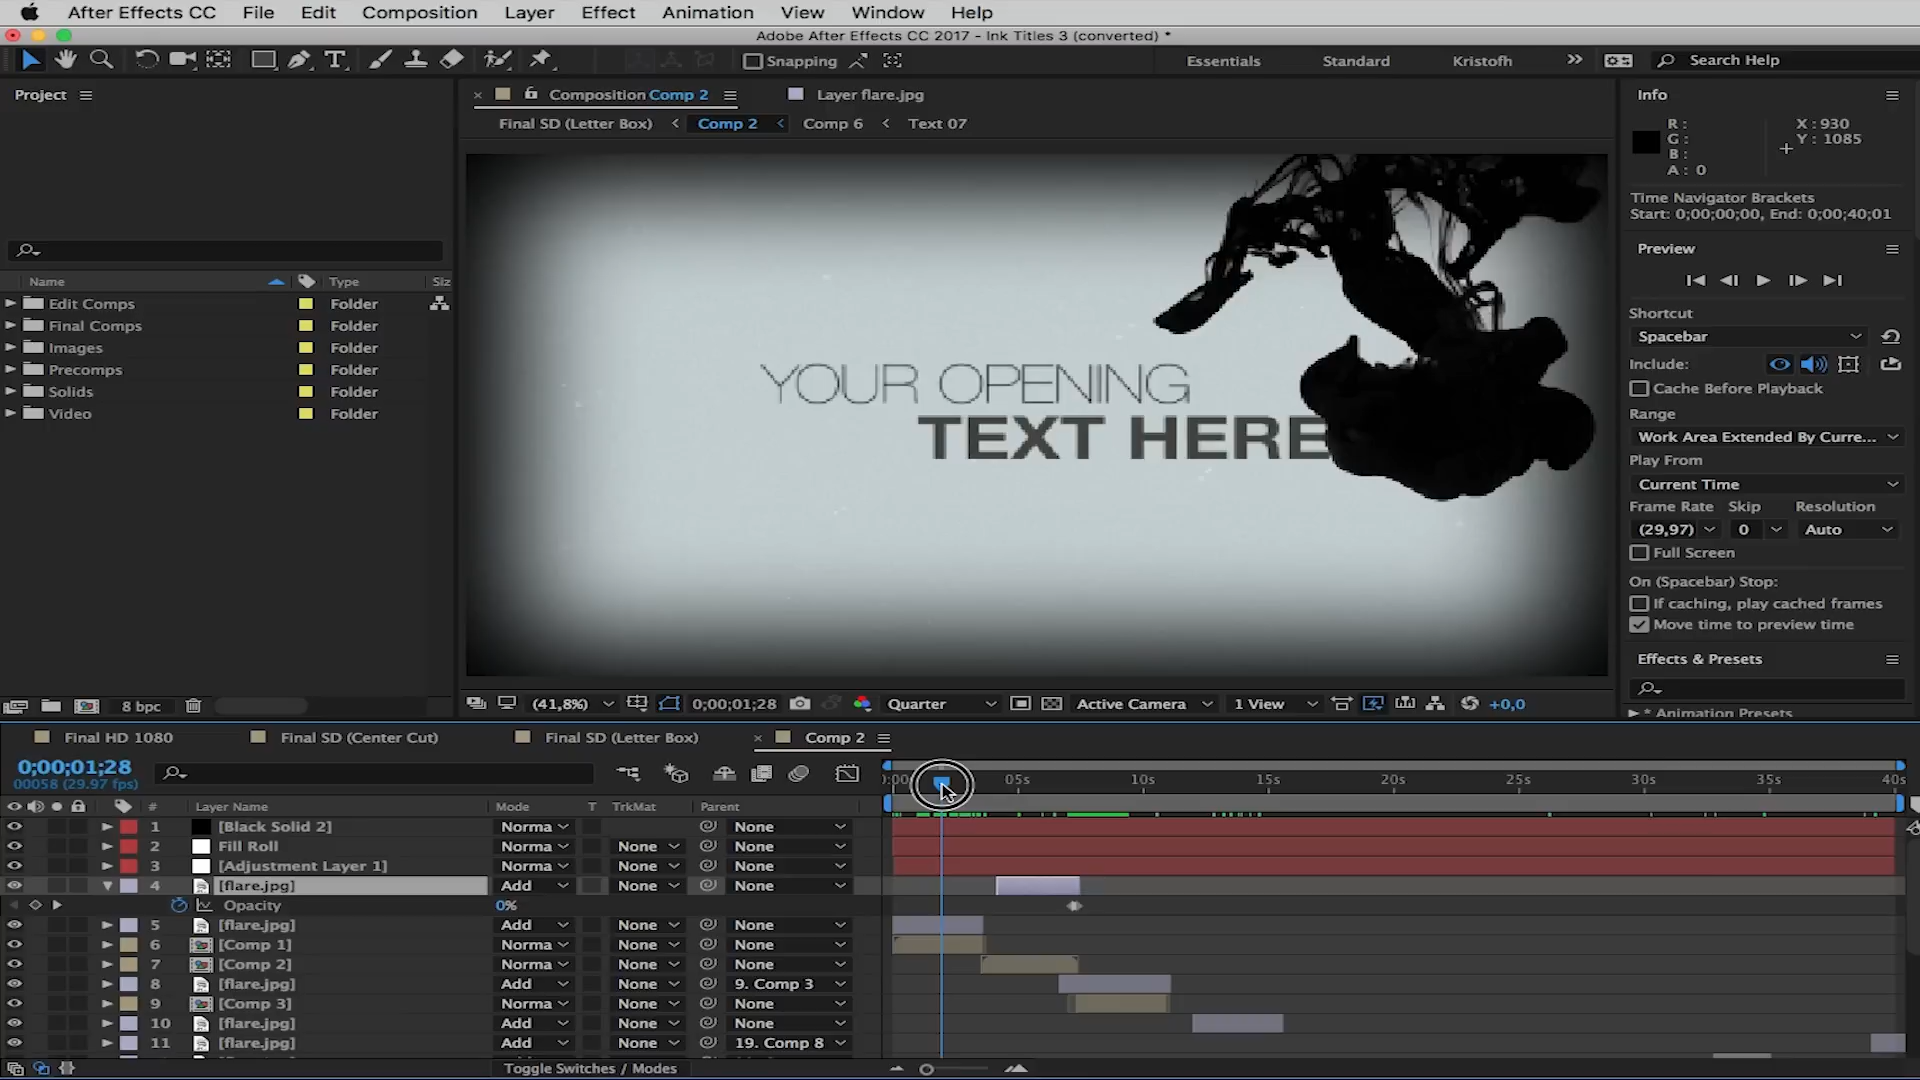 After Effects CC File Edit Composition Layer Effect Animation View Window Help
Adobe After Effects CC 2017 - Ink Titles 3 (converted) *
Snapping Essentials Standard Kristofh Search Help
Project
Composition Comp 2
Layer flare.jpg
Final SD (Letter Box) Comp 2 Comp 6 Text 07
Name Type Siz
Edit Comps Folder
Final Comps Folder
Images Folder
Precomps Folder
Solids Folder
Video Folder
YOUR OPENING
TEXT HERE
Info
R :
G :
B :
A : 0
X : 930
Y : 1085
Time Navigator Brackets
Start: 0;00;00;00, End: 0;00;40;01
Preview
Shortcut
Spacebar
Include:
Cache Before Playback
Range
Work Area Extended By Curre...
Play From
Current Time
Frame Rate Skip Resolution
(29,97) 0 Auto
Full Screen
On (Spacebar) Stop:
If caching, play cached frames
Move time to preview time
Effects & Presets
* Animation Presets
8 bpc
(41,8%) 0;00;01;28 Quarter Active Camera 1 View +0,0
Final HD 1080 Final SD (Center Cut) Final SD (Letter Box) Comp 2
0;00;01;28
00058 (29.97 fps)
05s 10s 15s 20s 25s 30s 35s 40s
# Layer Name Mode T TrkMat Parent
1 [Black Solid 2] Norma None
2 Fill Roll Norma None None
3 [Adjustment Layer 1] Norma None None
4 [flare.jpg] Add None None
Opacity 0%
5 [flare.jpg] Add None None
6 [Comp 1] Norma None None
7 [Comp 2] Norma None None
8 [flare.jpg] Add None 9. Comp 3
9 [Comp 3] Norma None None
10 [flare.jpg] Add None None
11 [flare.jpg] Add None 19. Comp 8
Toggle Switches / Modes